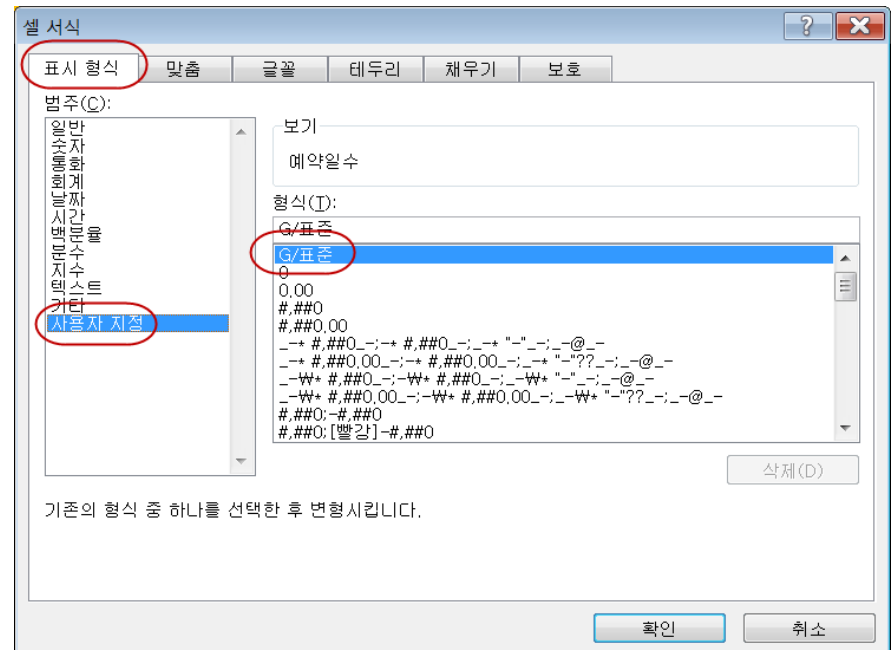 셀 서식
표시 형식 맞춤 글꼴 테두리 채우기 보호
범주(C):
일반
숫자
통화
회계
날짜
시간
백분율
분수
지수
텍스트
기타
사용자 지정
보기
예약일수
형식(T):
G/표준
G/표준
0
0.00
#,##0
#,##0.00
_-* #,##0_-;-* #,##0_-;_-* "-"_-;_-@_-
_-* #,##0.00_-;-* #,##0.00_-;_-* "-"??_-;_-@_-
_-₩* #,##0_-;-₩* #,##0_-;_-₩* "-"_-;_-@_-
_-₩* #,##0.00_-;-₩* #,##0.00_-;_-₩* "-"??_-;_-@_-
#,##0;-#,##0
#,##0;[빨강]-#,##0
삭제(D)
기존의 형식 중 하나를 선택한 후 변형시킵니다.
확인 취소